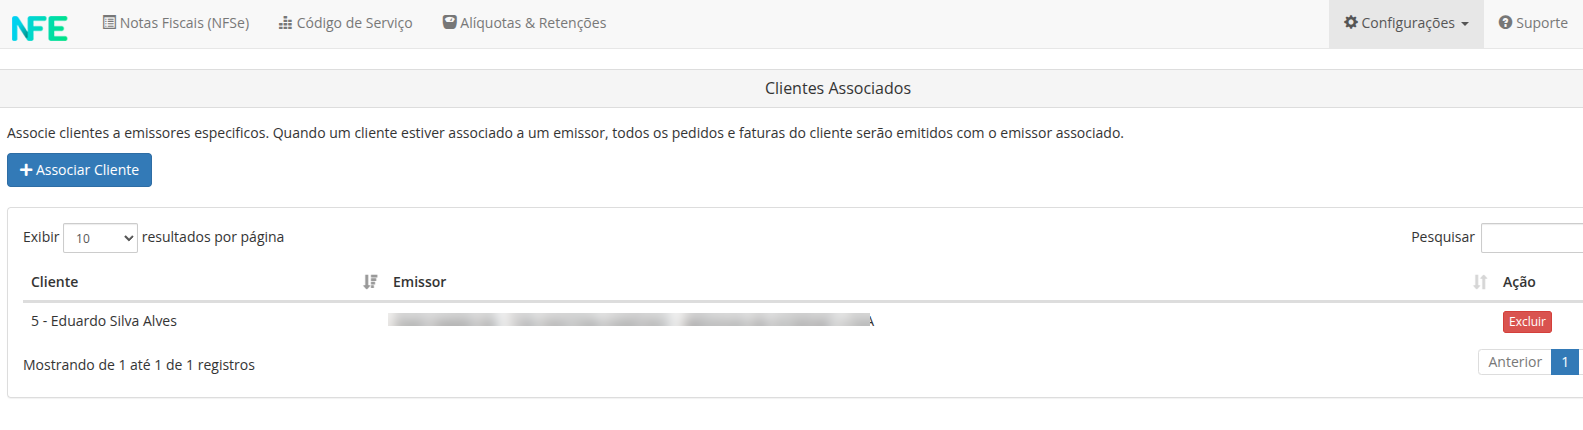 NFE Notas Fiscais (NFSe) Código de Serviço Alíquotas & Retenções Configurações Suporte
Clientes Associados
Associe clientes a emissores especificos. Quando um cliente estiver associado a um emissor, todos os pedidos e faturas do cliente serão emitidos com o emissor associado.
Associar Cliente
Exibir 10 resultados por página Pesquisar
Cliente Emissor Ação
5 - Eduardo Silva Alves Excluir
Mostrando de 1 até 1 de 1 registros Anterior 1